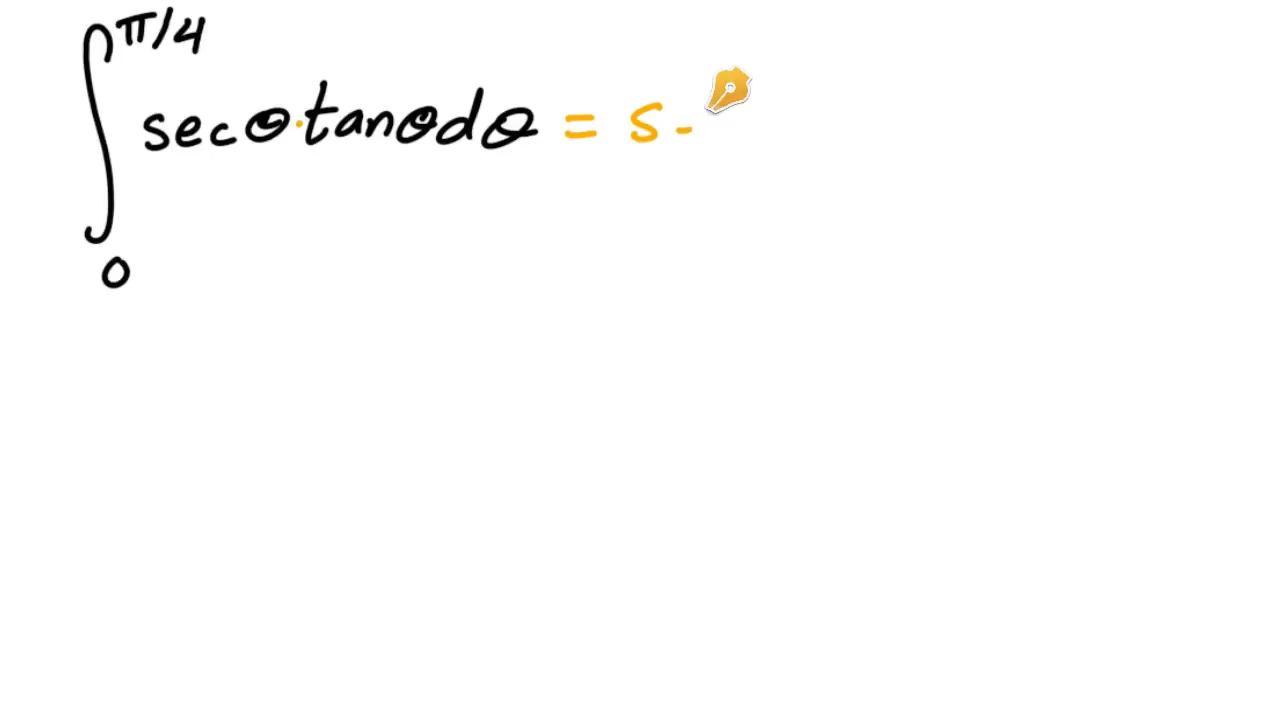 ∫₀^π/4 secθ·tanθdθ = s -